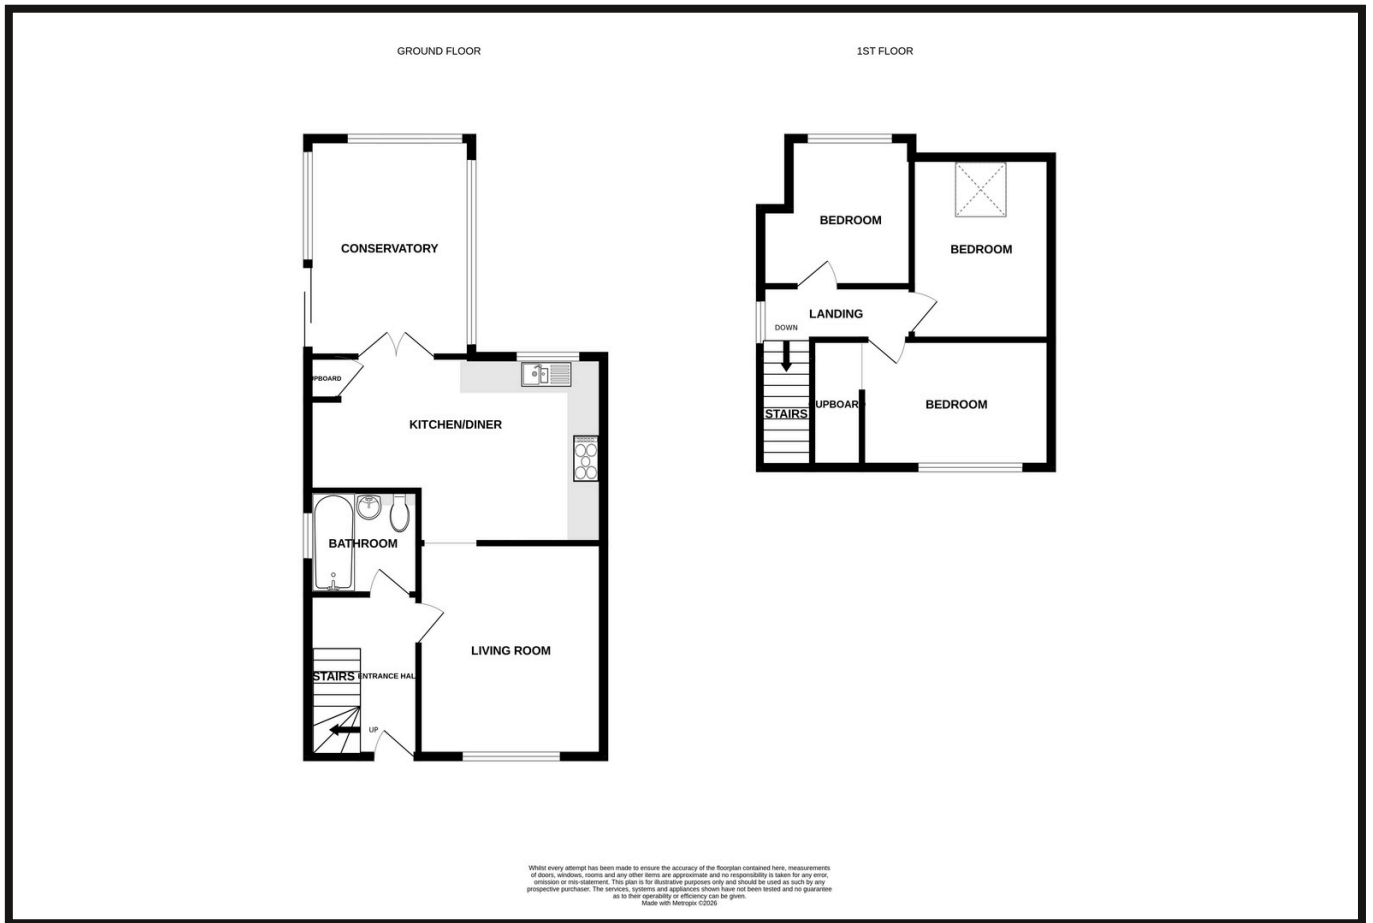 GROUND FLOOR
1ST FLOOR
CONSERVATORY
UPBOARD
KITCHEN/DINER
BATHROOM
LIVING ROOM
STAIRS
ENTRANCE HAL
UP
BEDROOM
BEDROOM
LANDING
DOWN
STAIRS
UPBOAR
BEDROOM
Whilst every attempt has been made to ensure the accuracy of the floorplan contained here, measurements
of doors, windows, rooms and any other items are approximate and no responsibility is taken for any error,
omission or mis-statement. This plan is for illustrative purposes only and should be used as such by any
prospective purchaser. The services, systems and appliances shown have not been tested and no guarantee
as to their operability or efficiency can be given.
Made with Metropix ©2026